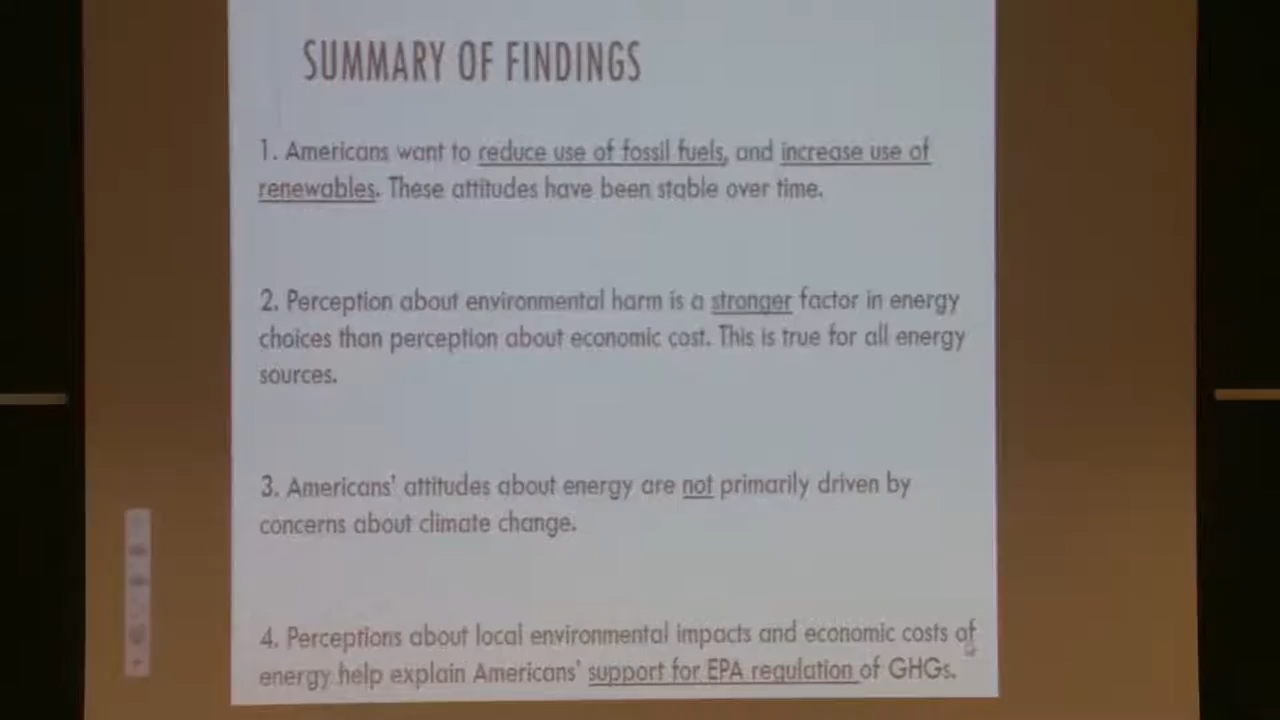 SUMMARY OF FINDINGS
1. Americans want to reduce use of fossil fuels, and increase use of
renewables. These attitudes have been stable over time.
2. Perception about environmental harm is a stronger factor in energy
choices than perception about economic cost. This is true for all energy
sources.
3. Americans' attitudes about energy are not primarily driven by
concerns about climate change.
4. Perceptions about local environmental impacts and economic costs of
energy help explain Americans' support for EPA regulation of GHGs.